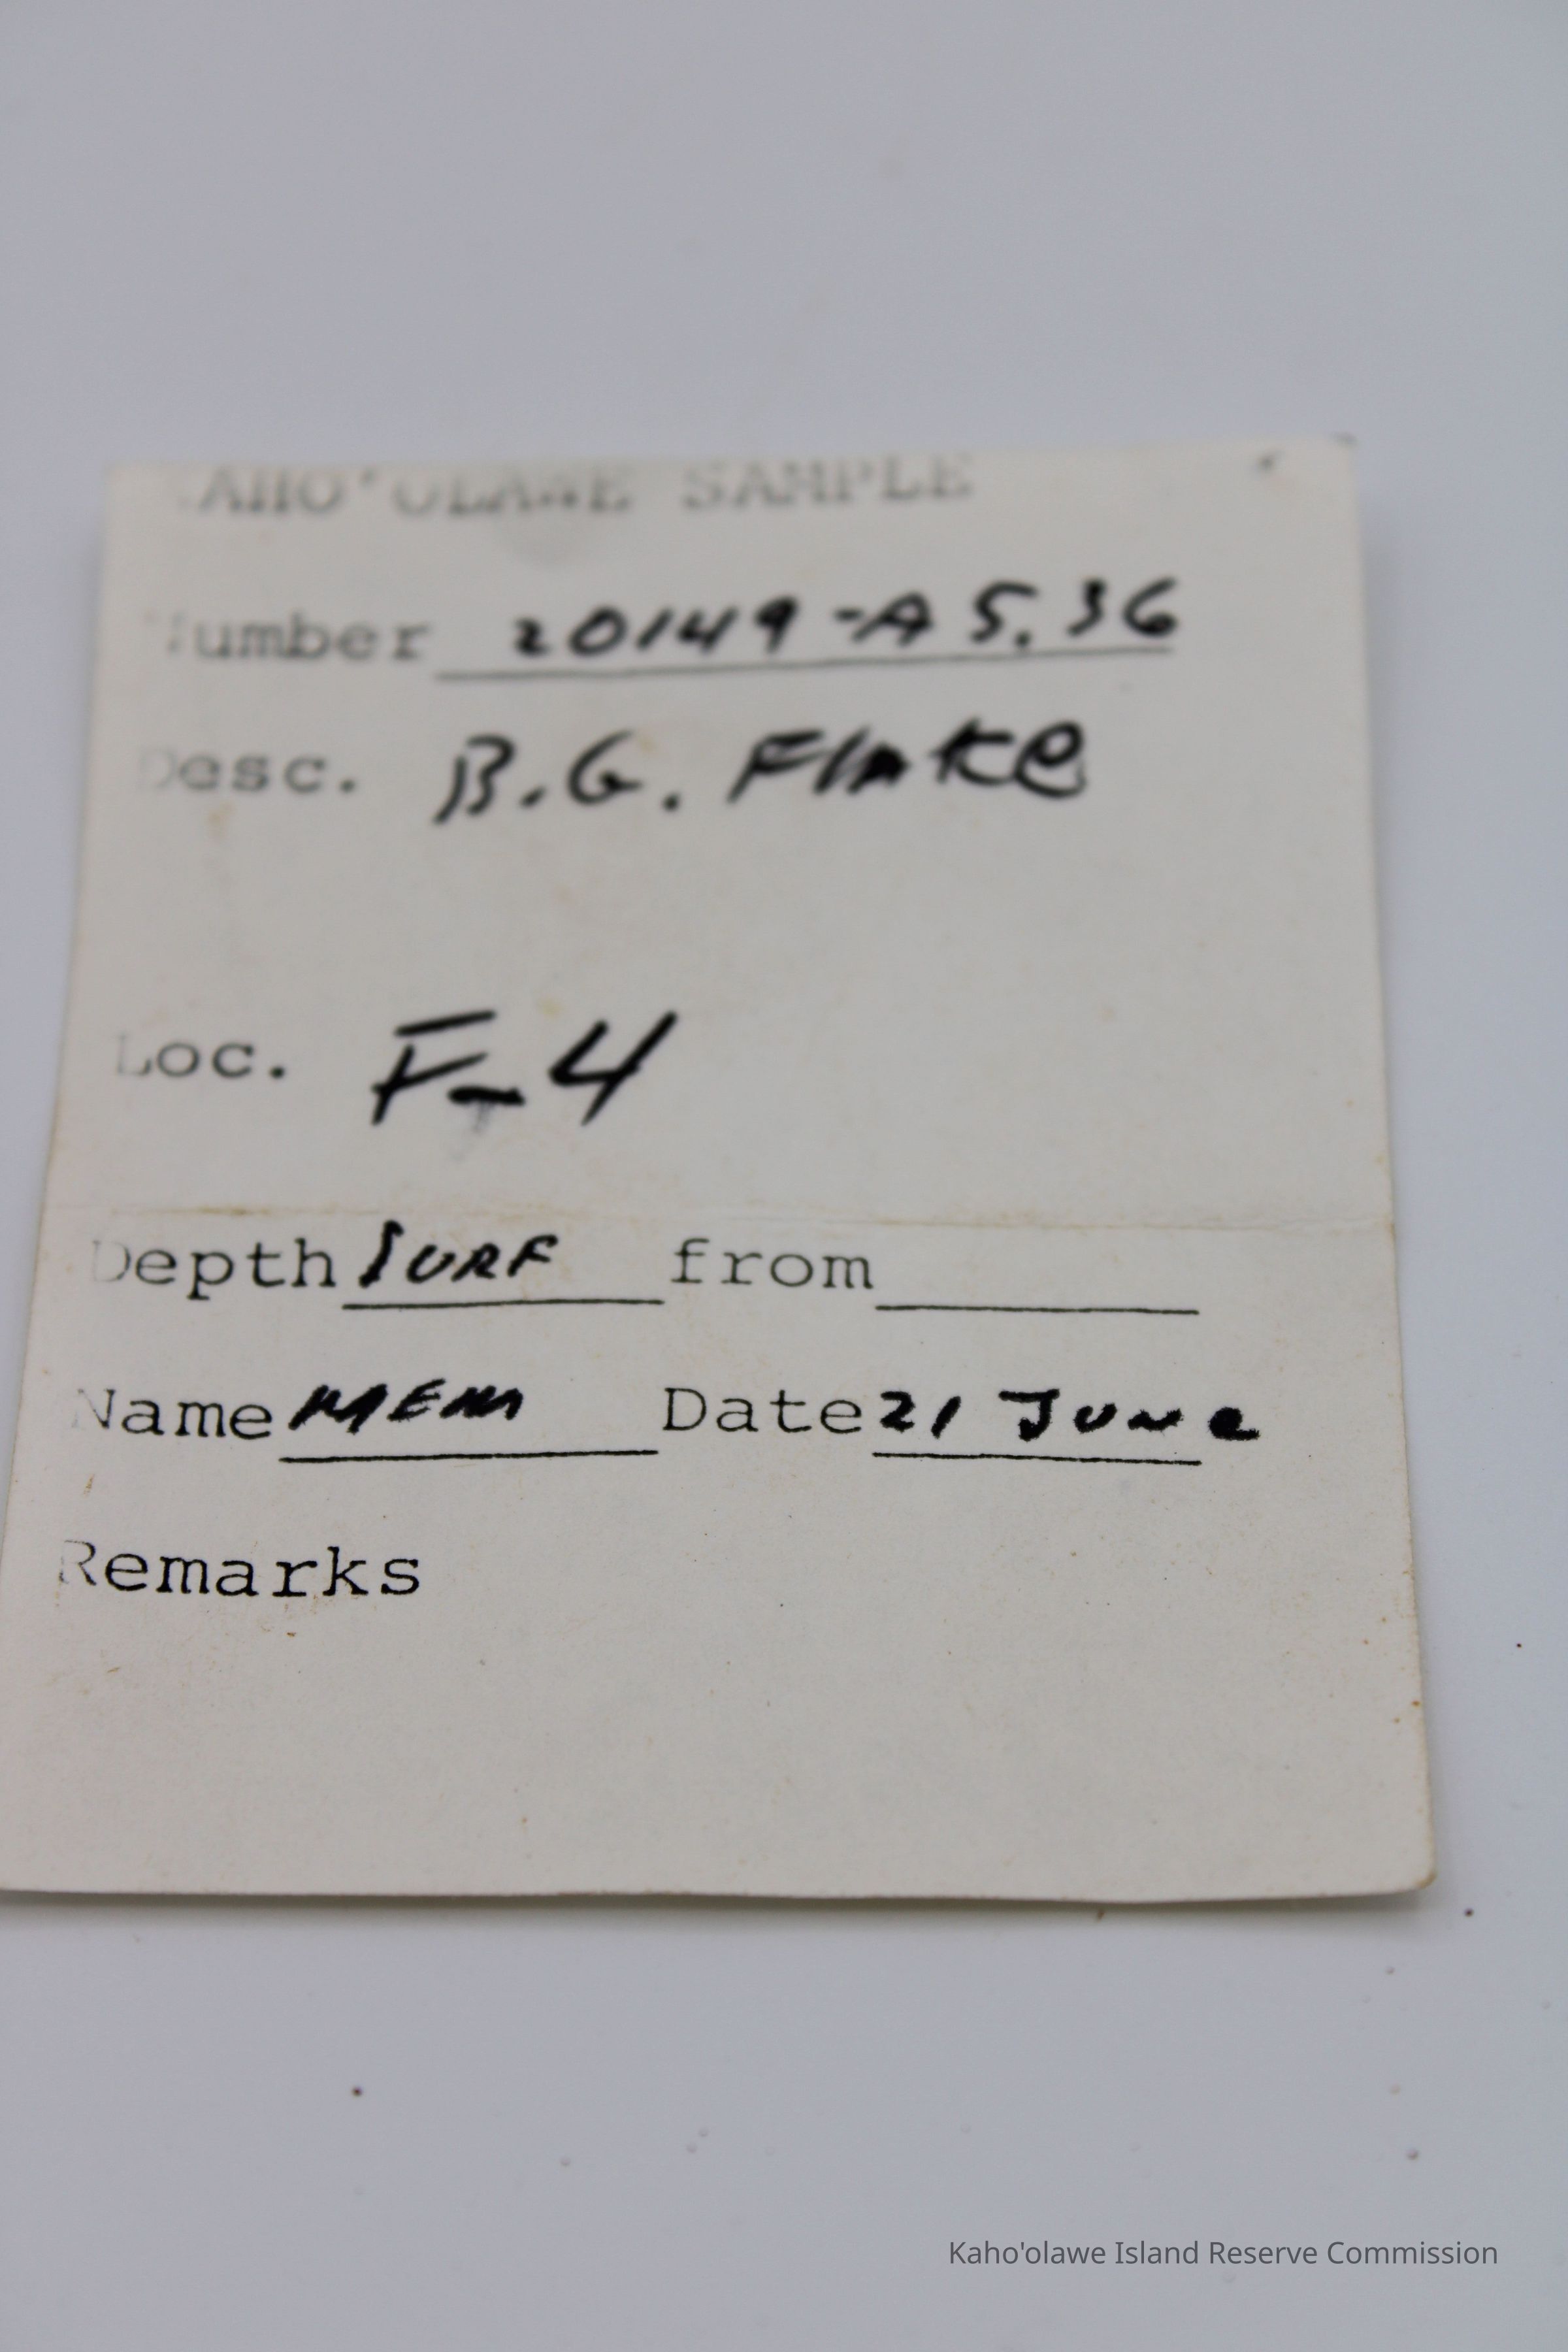 KAHO'OLAWE SAMPLE
Number 20149-A5.36
Desc. B.G. Flake
Loc. F-4
Depth SURF from
Name MEM Date 21 June
Remarks
Kaho'olawe Island Reserve Commission